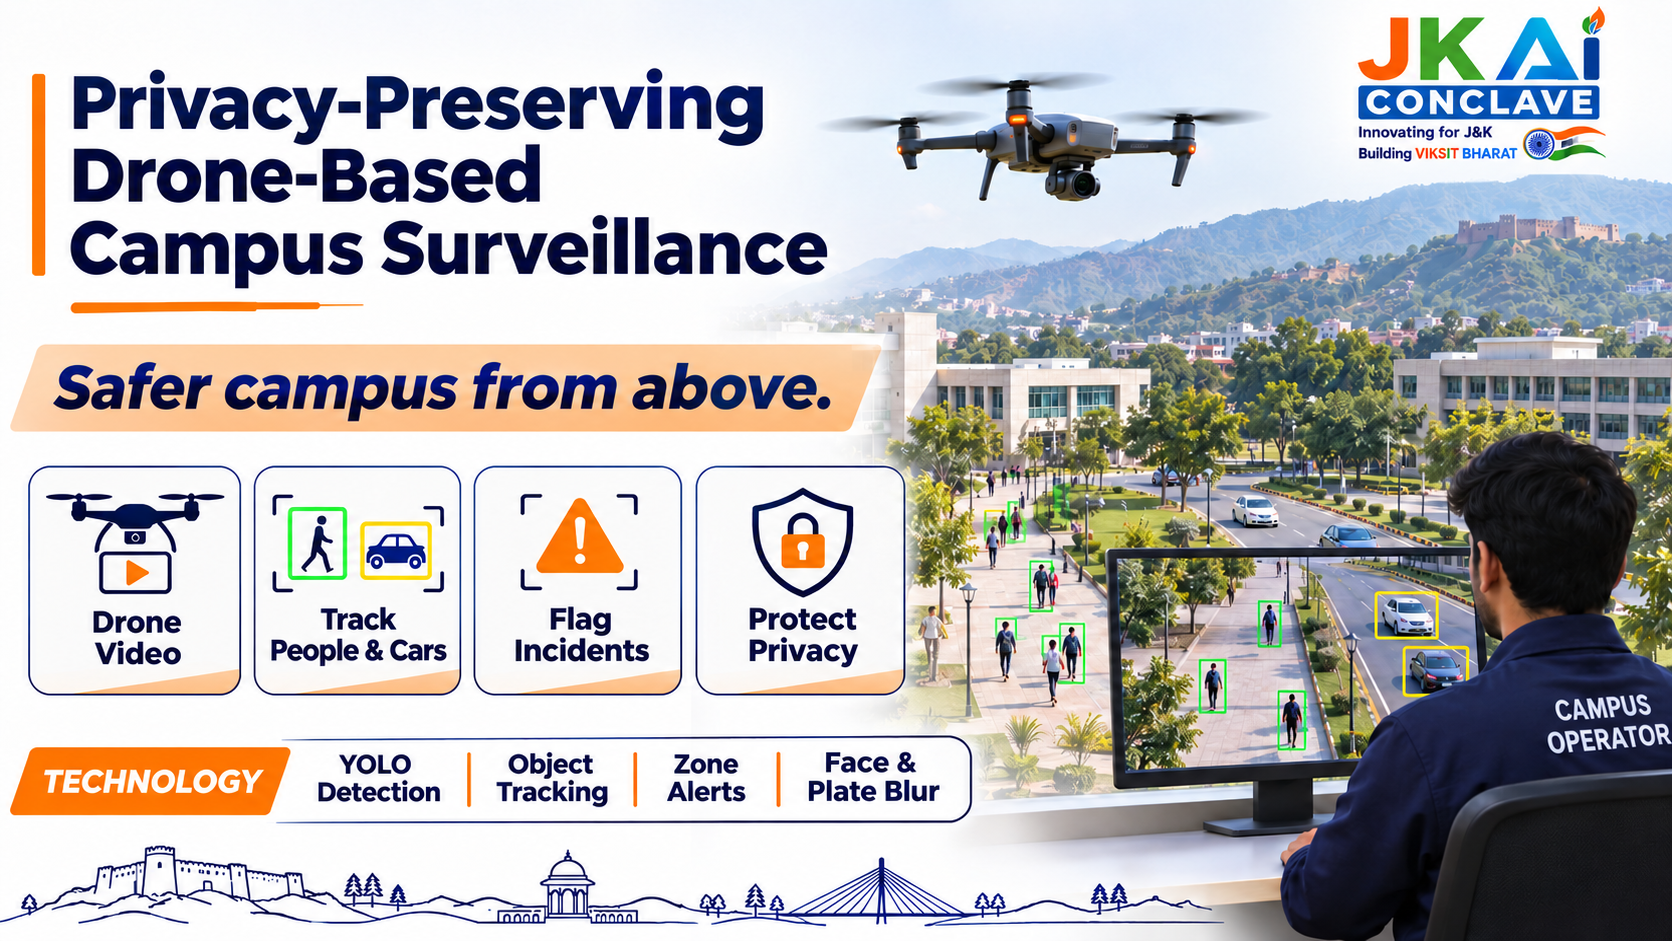 Privacy-Preserving
Drone-Based
Campus Surveillance
JKAi
CONCLAVE
Innovating for J&K
Building VIKSIT BHARAT
Safer campus from above.
Drone
Video
Track
People & Cars
Flag
Incidents
Protect
Privacy
CAMPUS
OPERATOR
TECHNOLOGY
YOLO
Detection
Object
Tracking
Zone
Alerts
Face &
Plate Blur